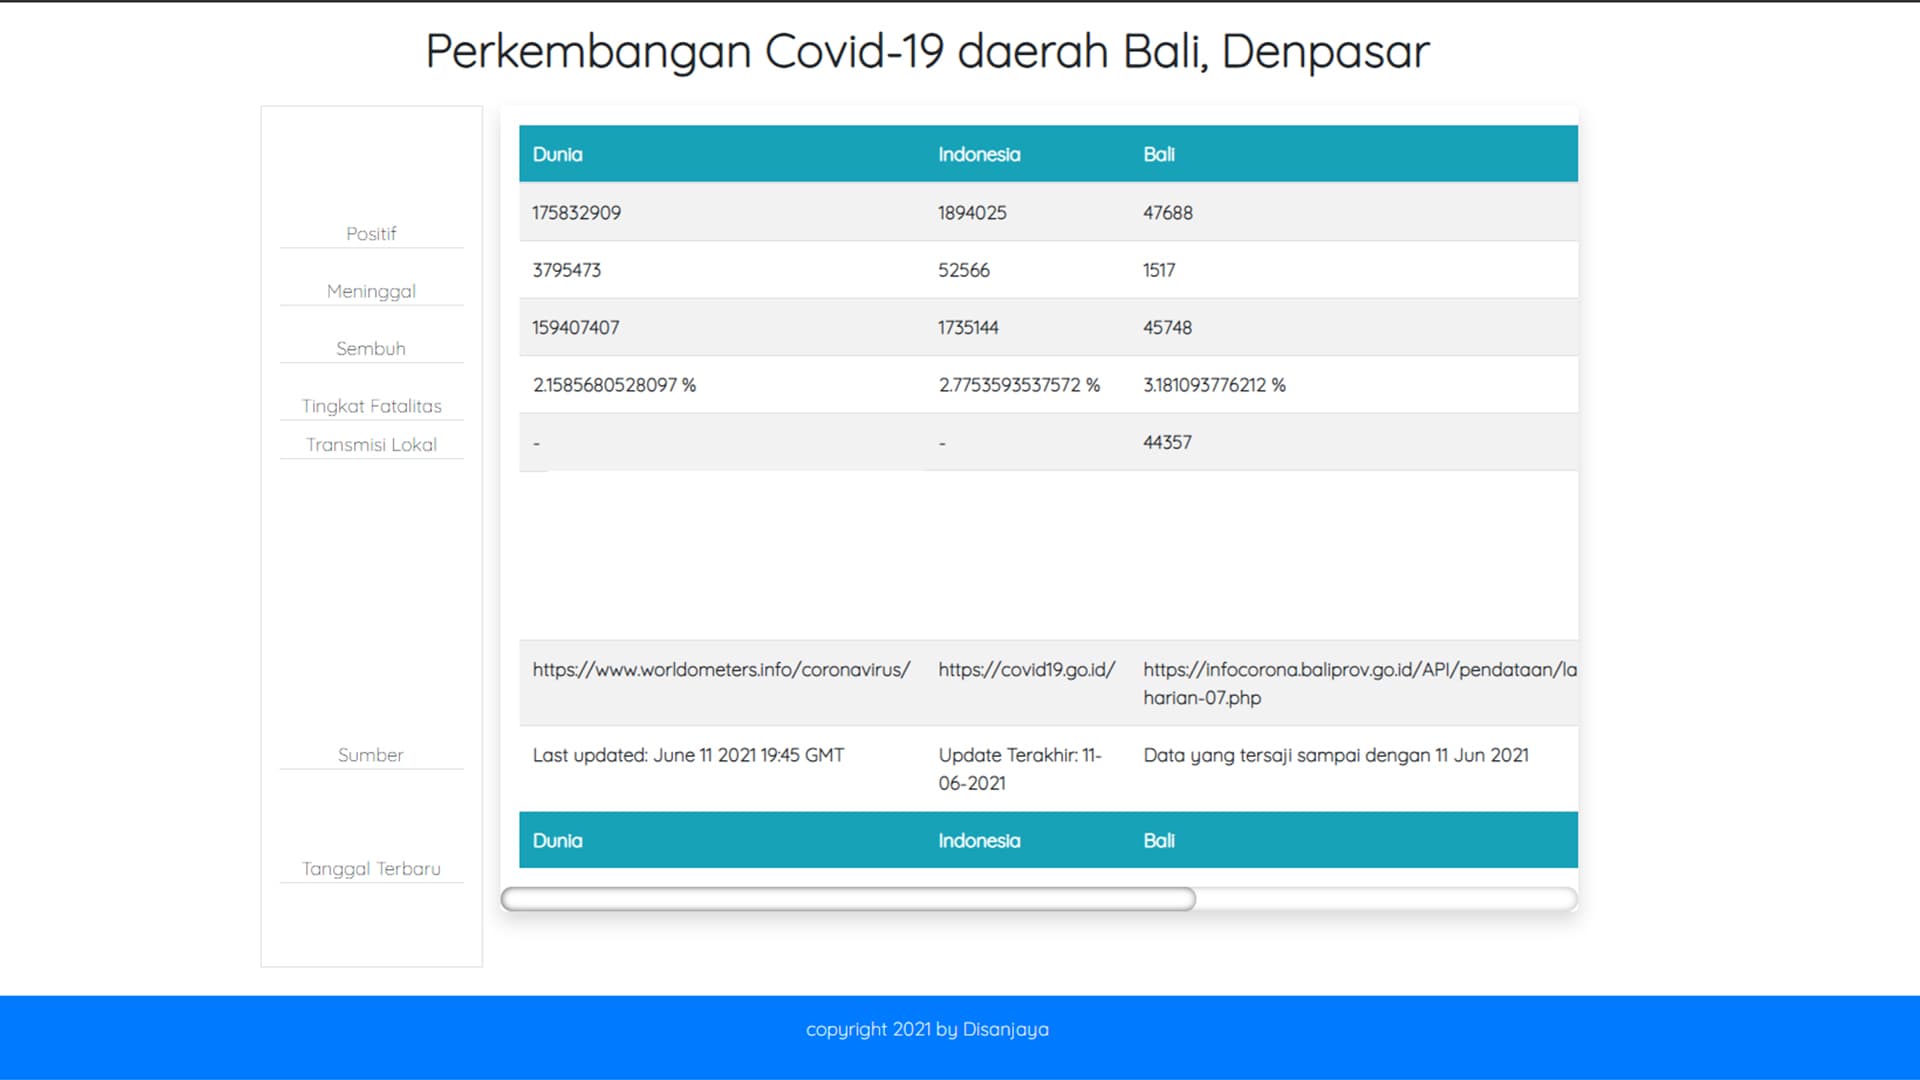 Perkembangan Covid-19 daerah Bali, Denpasar
Dunia Indonesia Bali
Positif 175832909 1894025 47688
Meninggal 3795473 52566 1517
Sembuh 159407407 1735144 45748
Tingkat Fatalitas 2.1585680528097 % 2.7753593537572 % 3.181093776212 %
Transmisi Lokal - - 44357
Sumber https://www.worldometers.info/coronavirus/ https://covid19.go.id/ https://infocorona.baliprov.go.id/API/pendataan/la
harian-07.php
Tanggal Terbaru Last updated: June 11 2021 19:45 GMT Update Terakhir: 11- Data yang tersaji sampai dengan 11 Jun 2021
06-2021
Dunia Indonesia Bali
copyright 2021 by Disanjaya